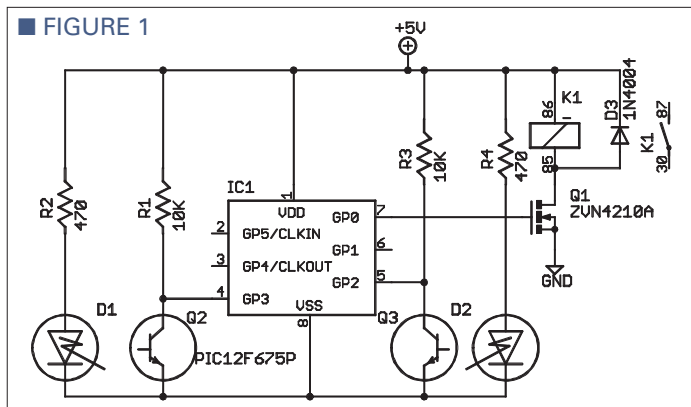 FIGURE 1
+5V
R2
470
R1
10K
IC1
1
VDD
2
GP5/CLKIN
3
GP4/CLKOUT
4
GP3
VSS
8
GP0
7
GP1
6
GP2
5
R3
10K
R4
470
86
K1
85
D3
1N4004
K1
87
30
Q1
ZVN4210A
GND
D1
Q2
PIC12F675P
Q3
D2